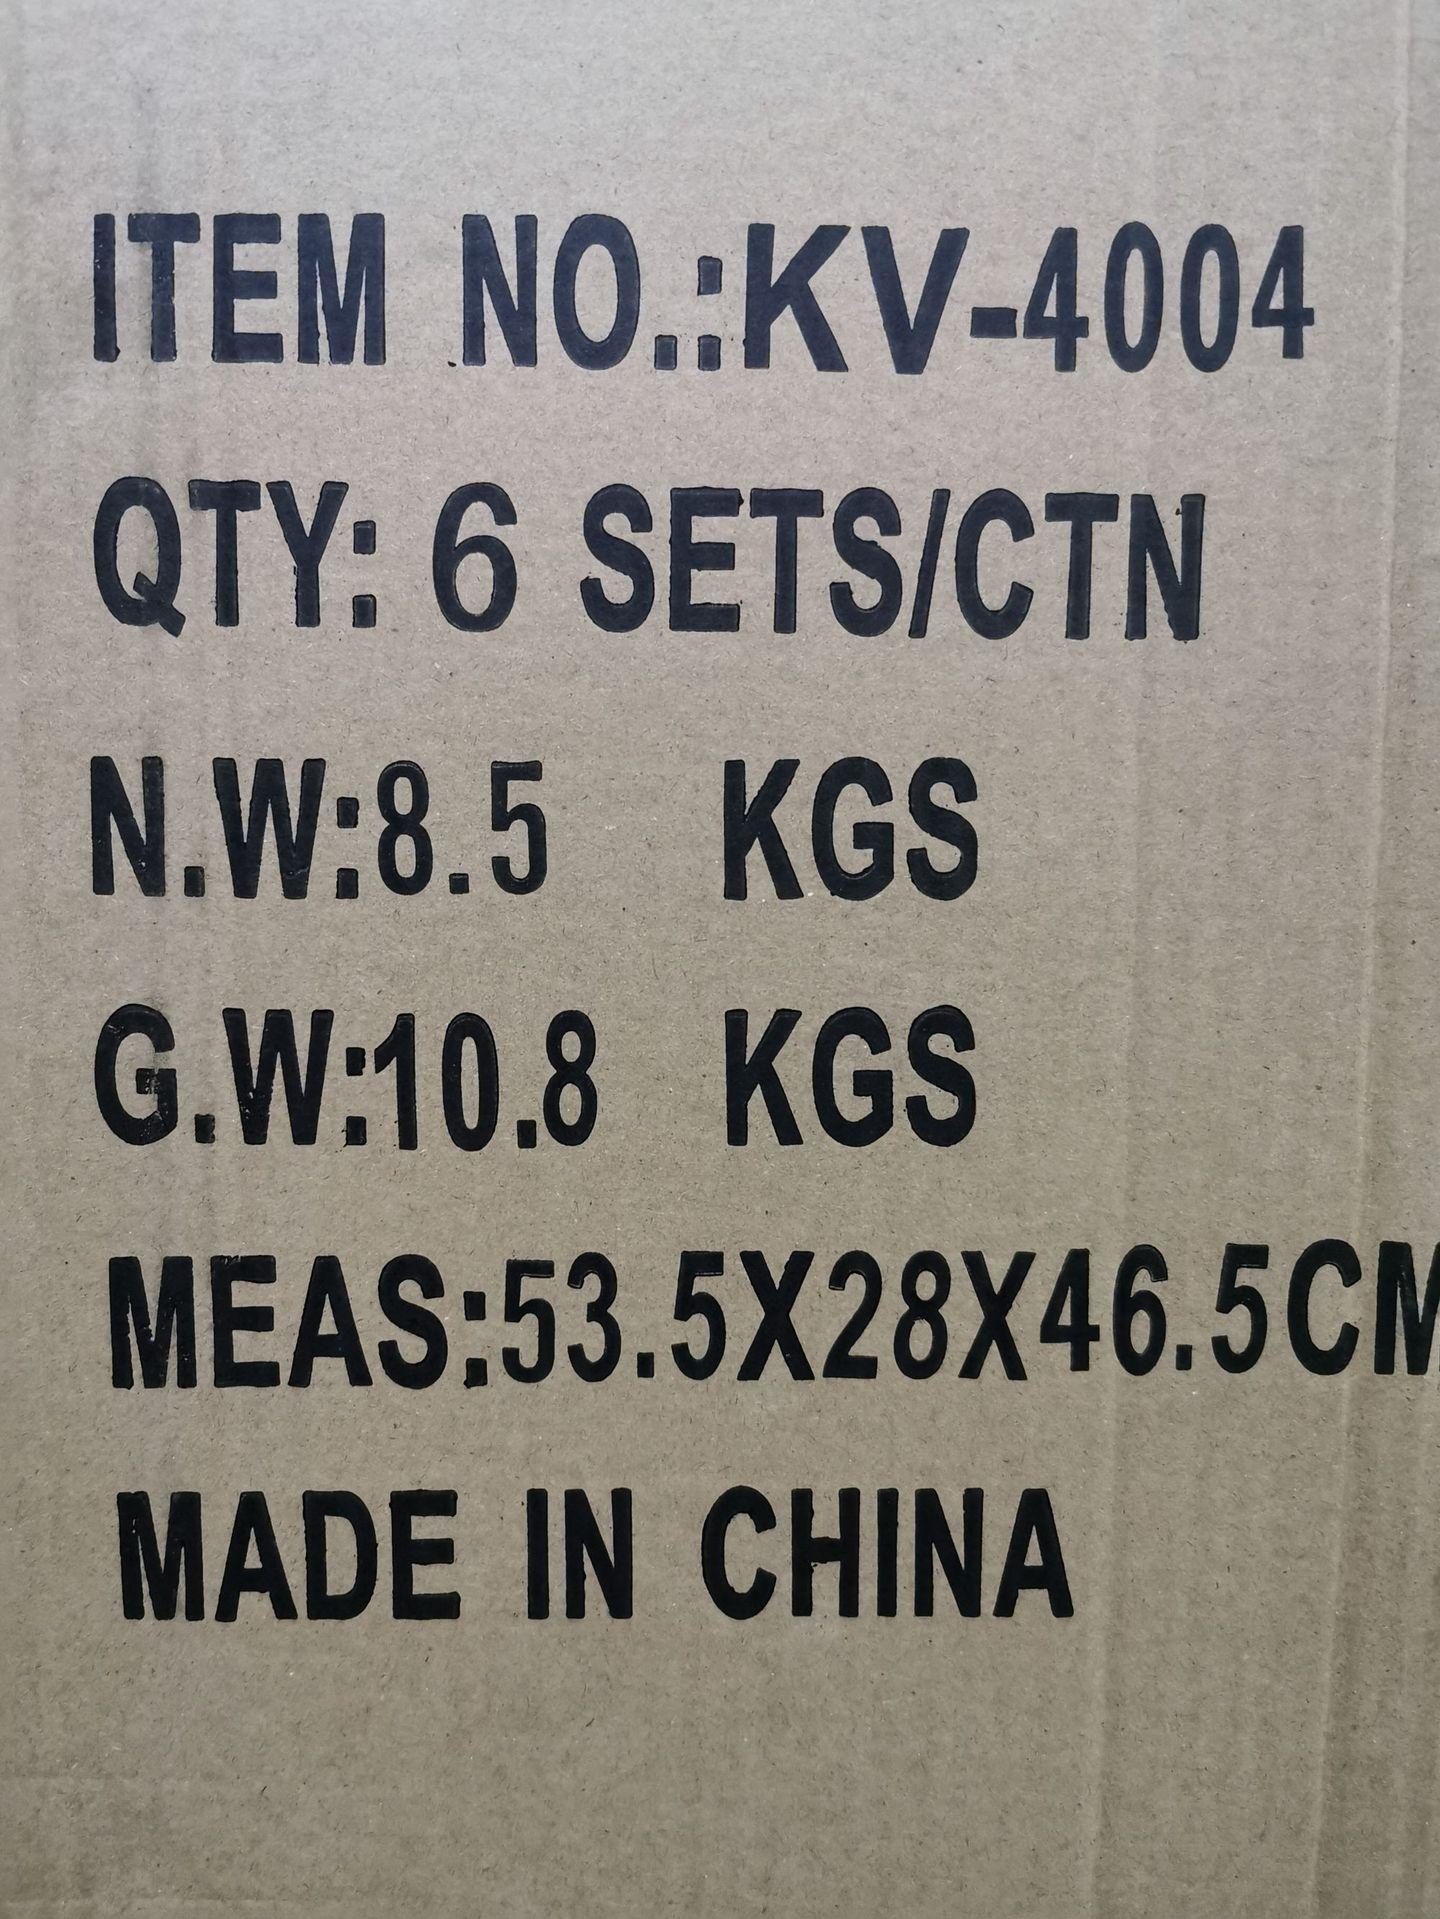 ITEM NO.:KV-4004
QTY: 6 SETS/CTN
N.W:8.5 KGS
G.W:10.8 KGS
MEAS:53.5X28X46.5CM
MADE IN CHINA